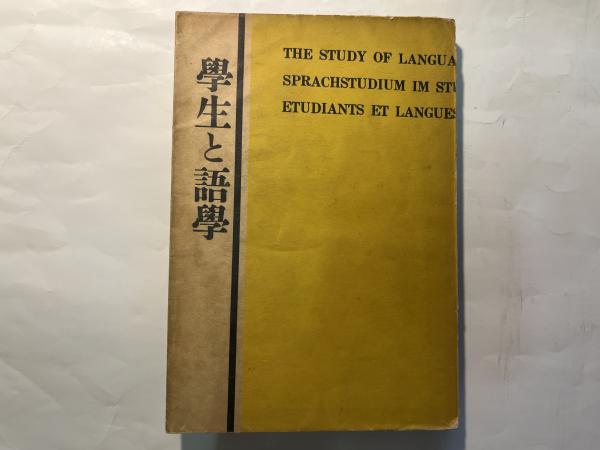 學生と語學
THE STUDY OF LANGUA
SPRACHSTUDIUM IM STU
ETUDIANTS ET LANGUES